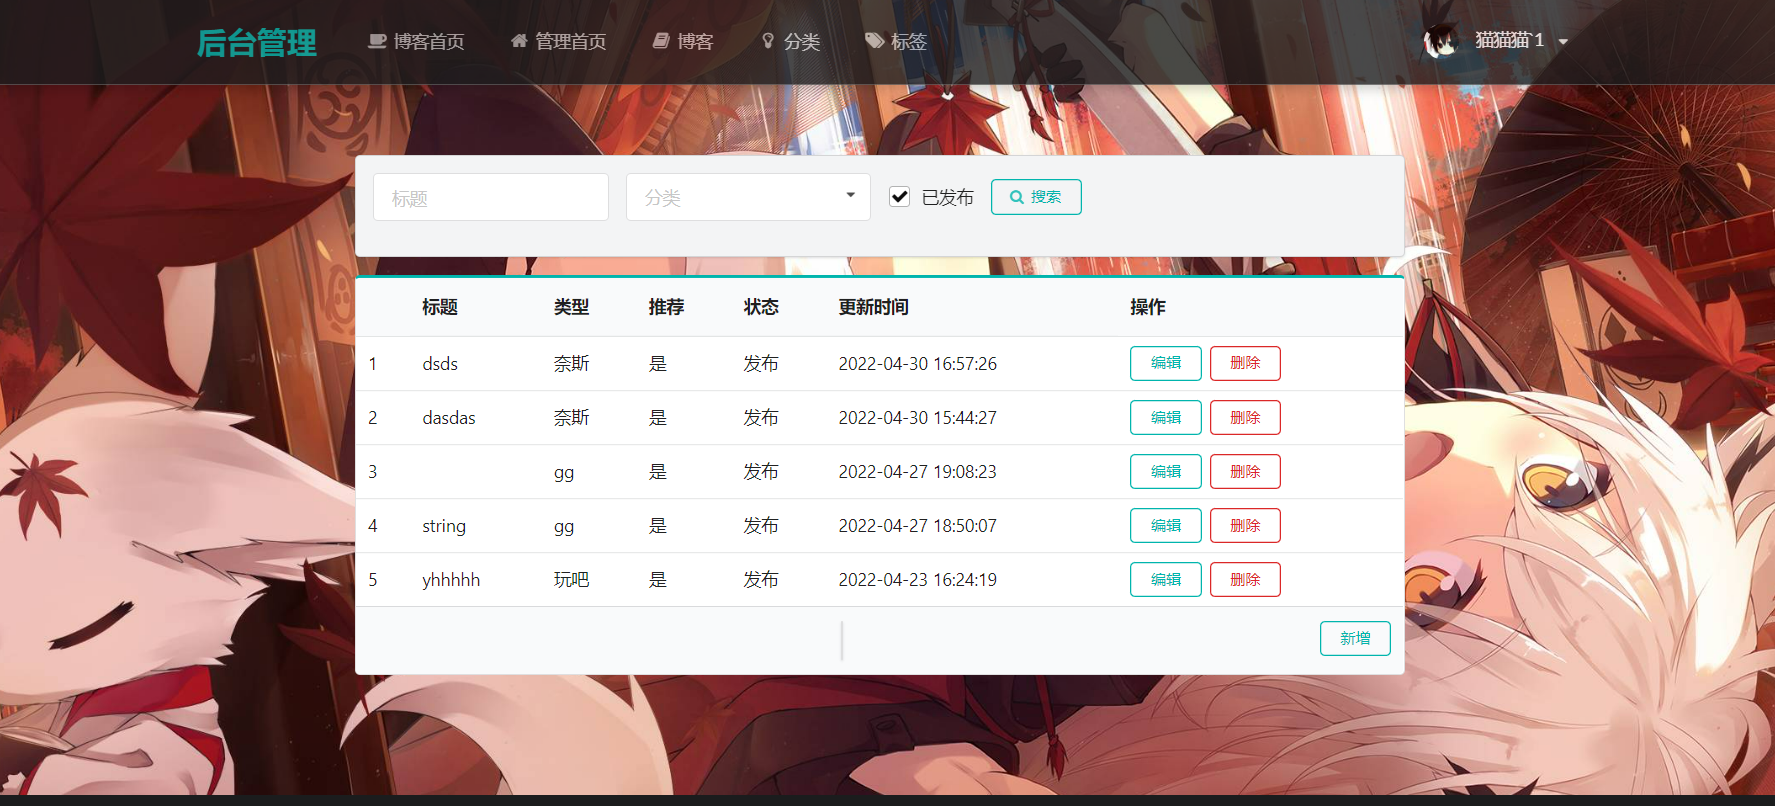 后台管理 博客首页 管理首页 博客 分类 标签 猫猫猫`1
标题 分类 已发布 搜索
标题 类型 推荐 状态 更新时间 操作
1 dsds 奈斯 是 发布 2022-04-30 16:57:26 编辑 删除
2 dasdas 奈斯 是 发布 2022-04-30 15:44:27 编辑 删除
3 gg 是 发布 2022-04-27 19:08:23 编辑 删除
4 string gg 是 发布 2022-04-27 18:50:07 编辑 删除
5 yhhhhh 玩吧 是 发布 2022-04-23 16:24:19 编辑 删除
新增